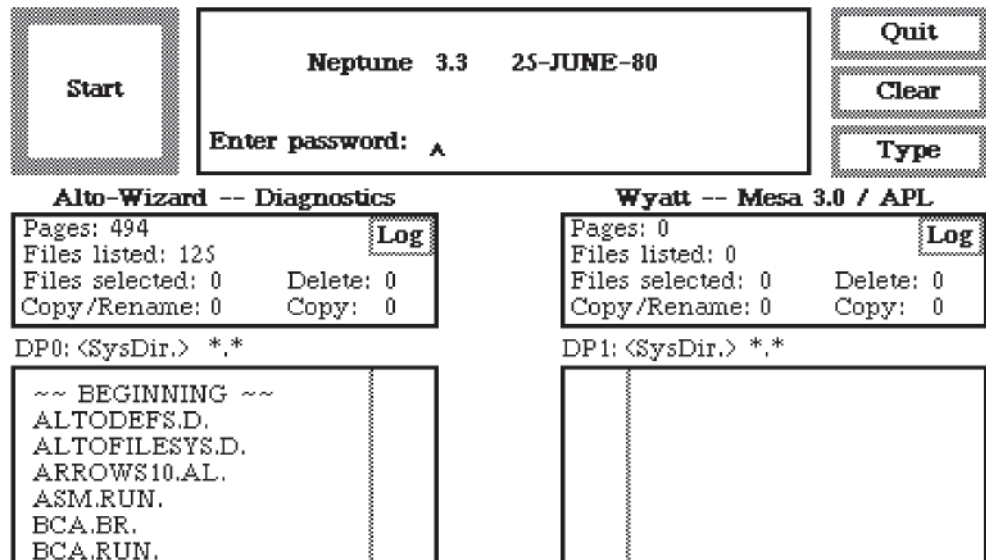 Start
Neptune 3.3 25-JUNE-80
Enter password: ^
Quit
Clear
Type
Alto-Wizard -- Diagnostics
Pages: 494
Log
Files listed: 125
Files selected: 0 Delete: 0
Copy/Rename: 0 Copy: 0
DP0: <SysDir.> *.*
~~ BEGINNING ~~
ALTODEFS.D.
ALTOFILESYS.D.
ARROWS10.AL.
ASM.RUN.
BCA.BR.
BCA.RUN.
Wyatt -- Mesa 3.0 / APL
Pages: 0
Log
Files listed: 0
Files selected: 0 Delete: 0
Copy/Rename: 0 Copy: 0
DP1: <SysDir.> *.*